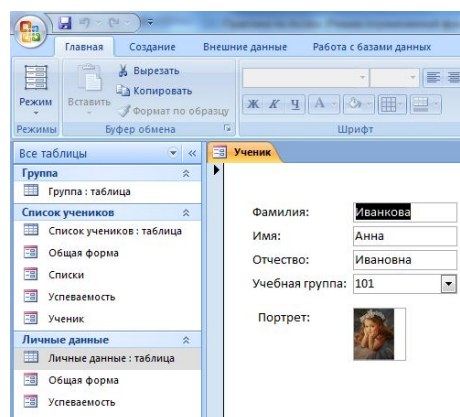 Главная Создание Внешние данные Работа с базами данных
Режим
Вставить
Вырезать
Копировать
Формат по образцу
Ж К Ч А
Режимы Буфер обмена Шрифт
Все таблицы
Группа
Группа : таблица
Список учеников
Список учеников : таблица
Общая форма
Списки
Успеваемость
Ученик
Личные данные
Личные данные : таблица
Общая форма
Успеваемость
Ученик
Фамилия: Иванкова
Имя: Анна
Отчество: Ивановна
Учебная группа: 101
Портрет: